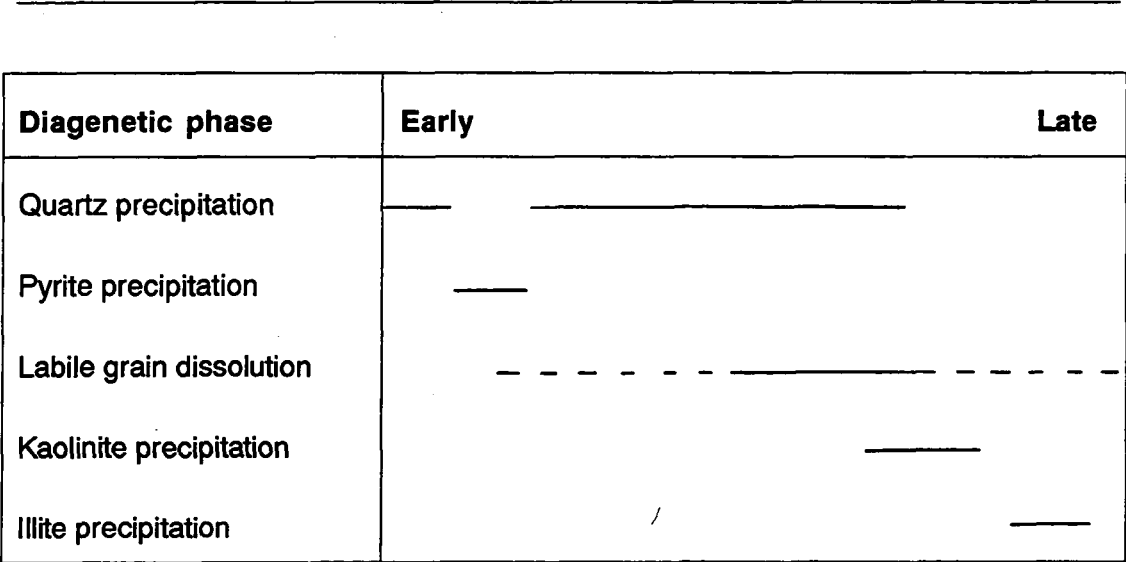 Diagenetic phase Early Late
Quartz precipitation
Pyrite precipitation
Labile grain dissolution
Kaolinite precipitation
Illite precipitation